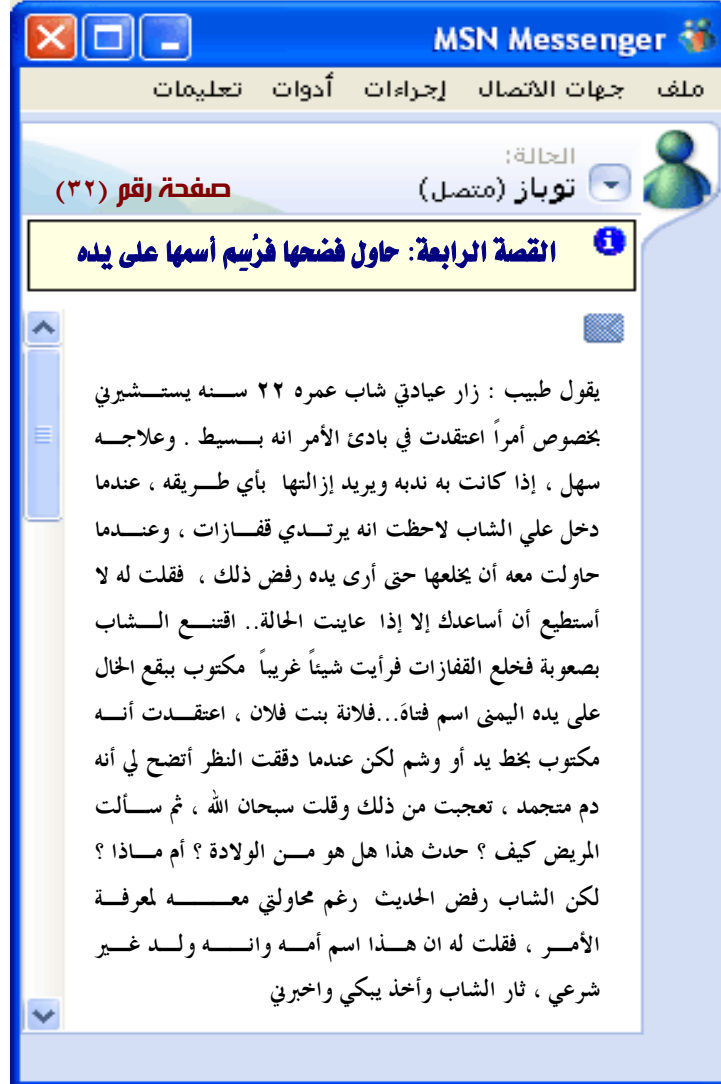 MSN Messenger
ملف جهات الاتصال إجراءات أدوات تعليمات
الحالة:
توباز (متصل)
صفحة رقم (٣٢)
القصة الرابعة: حاول فضحها فرُسِم أسمها على يده
يقول طبيب : زار عيادتي شاب عمره ٢٢ سنه يستشيرني
بخصوص أمراً اعتقدت في بادئ الأمر انه بسيط . وعلاجه
سهل ، إذا كانت به ندبه ويريد إزالتها بأي طريقه ، عندما
دخل علي الشاب لاحظت انه يرتدي قفازات ، وعندما
حاولت معه أن يخلعها حتى أرى يده رفض ذلك ، فقلت له لا
أستطيع أن أساعدك إلا إذا عاينت الحالة.. اقتنع الشاب
بصعوبة فخلع القفازات فرأيت شيئاً غريباً مكتوب ببقع الخال
على يده اليمنى اسم فتاةَ...فلانة بنت فلان ، اعتقدت أنه
مكتوب بخط يد أو وشم لكن عندما دققت النظر أتضح لي أنه
دم متجمد ، تعجبت من ذلك وقلت سبحان الله ، ثم سألت
المريض كيف ؟ حدث هذا هل هو من الولادة ؟ أم ماذا ؟
لكن الشاب رفض الحديث رغم محاولتي معه لمعرفة
الأمر ، فقلت له ان هذا اسم أمه وانه ولد غير
شرعي ، ثار الشاب وأخذ يبكي واخبرني